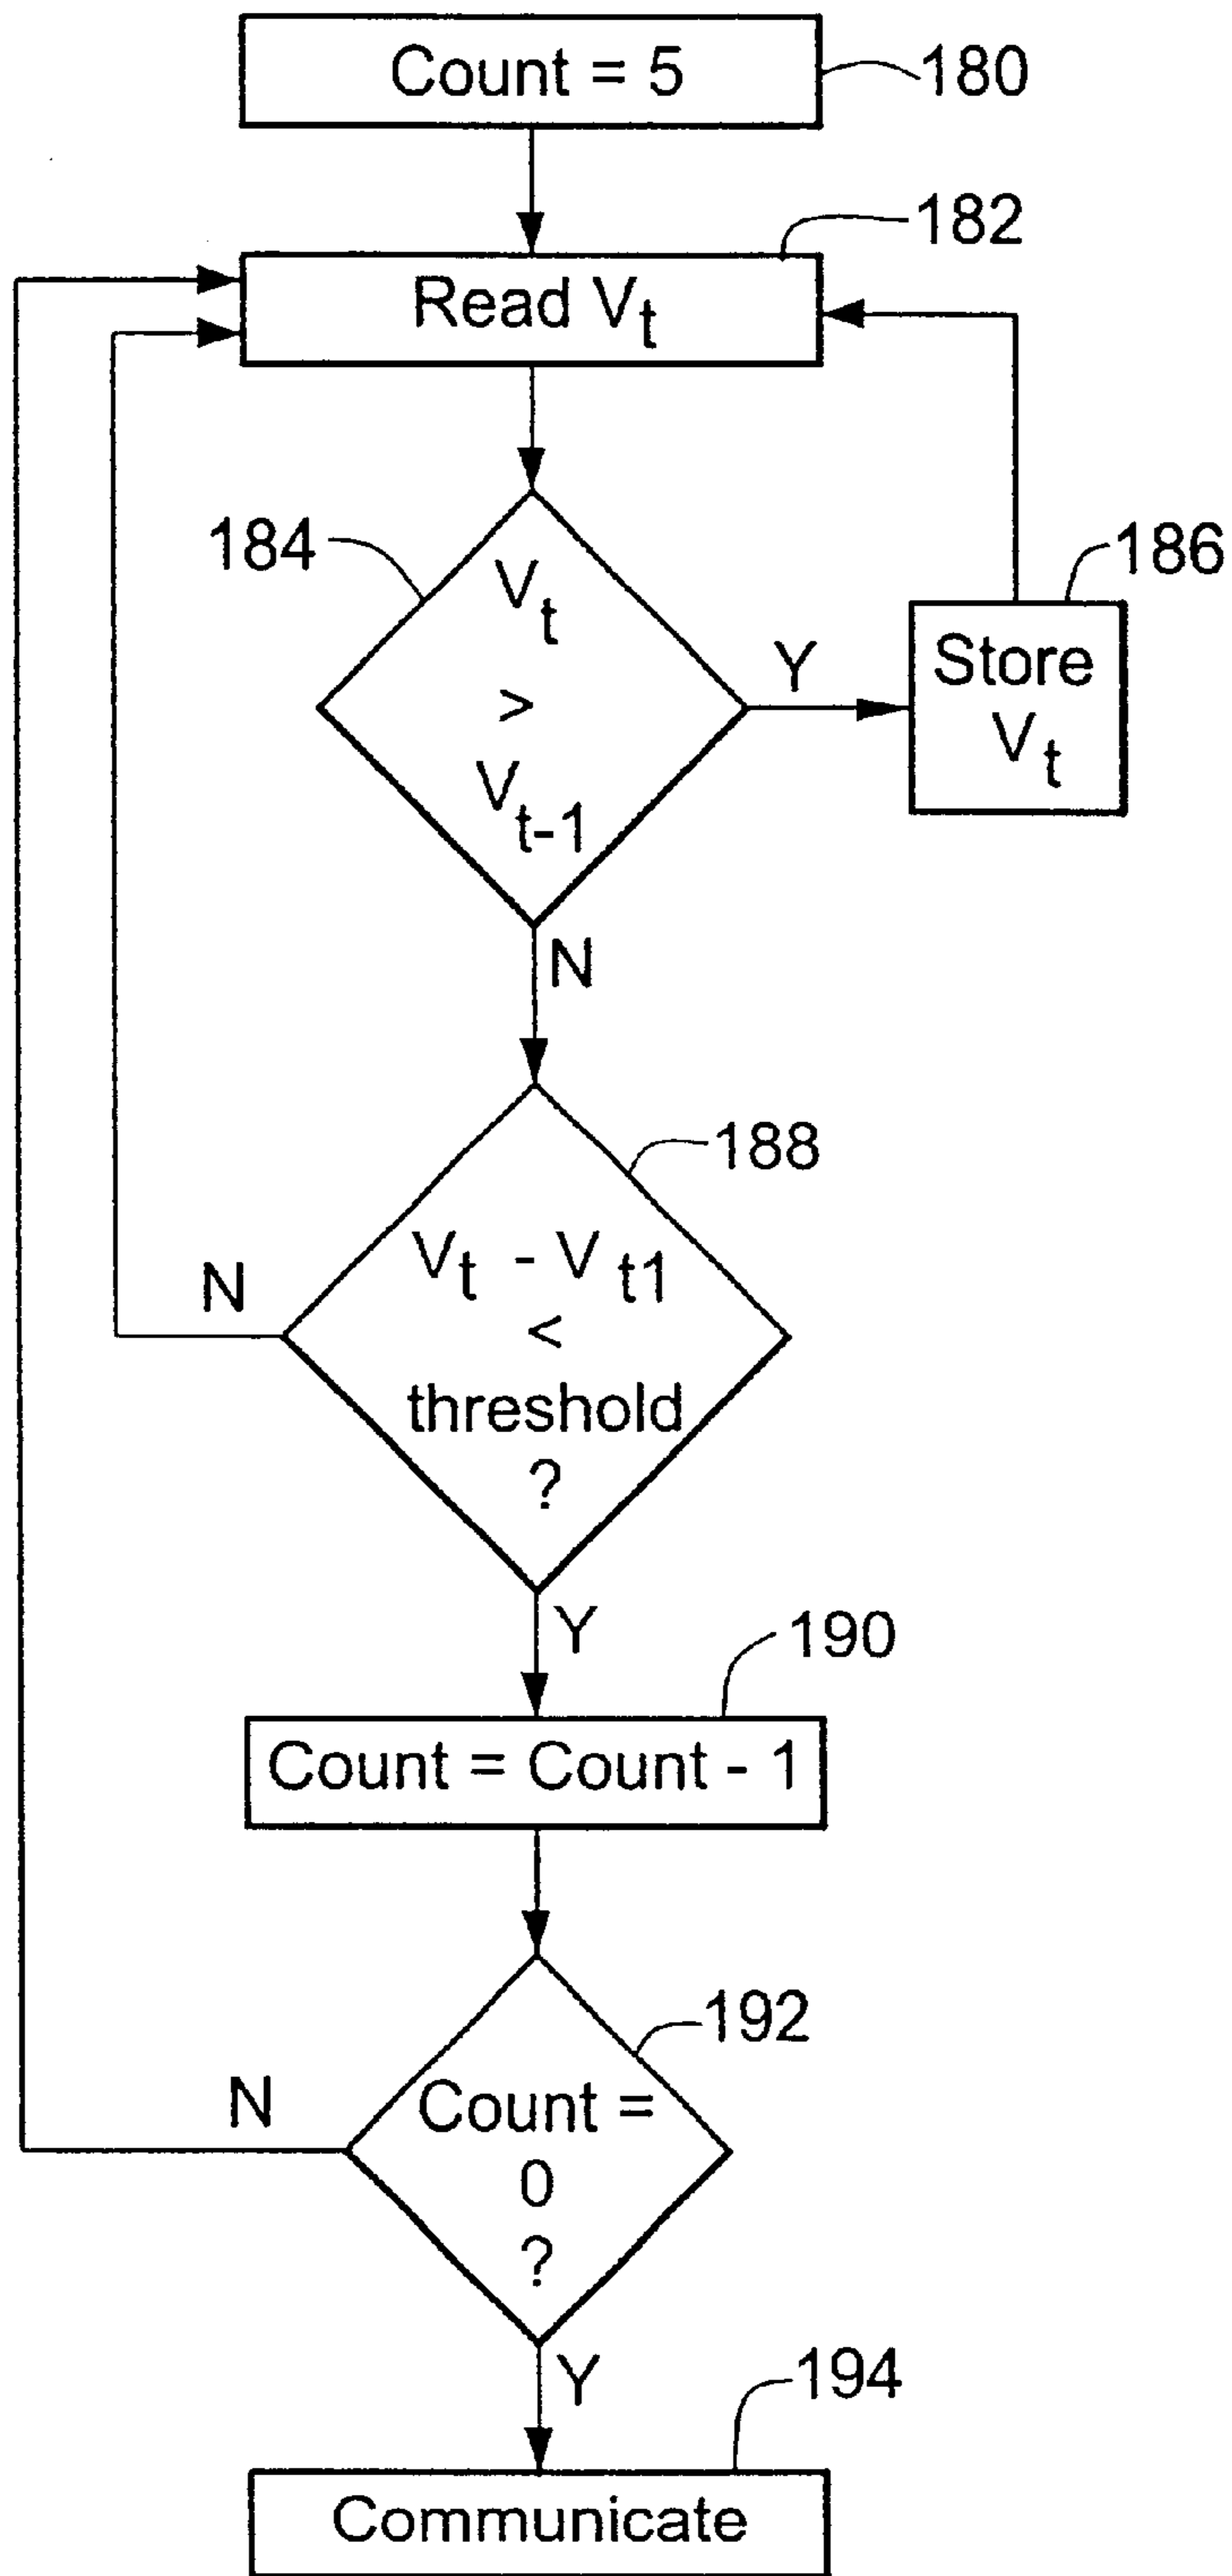 Count = 5
180
182
Read Vt
184
Vt
>
Vt-1
Y
186
Store
Vt
N
188
Vt - Vt1
<
threshold
?
N
Y
190
Count = Count - 1
192
N
Count =
0
?
Y
194
Communicate